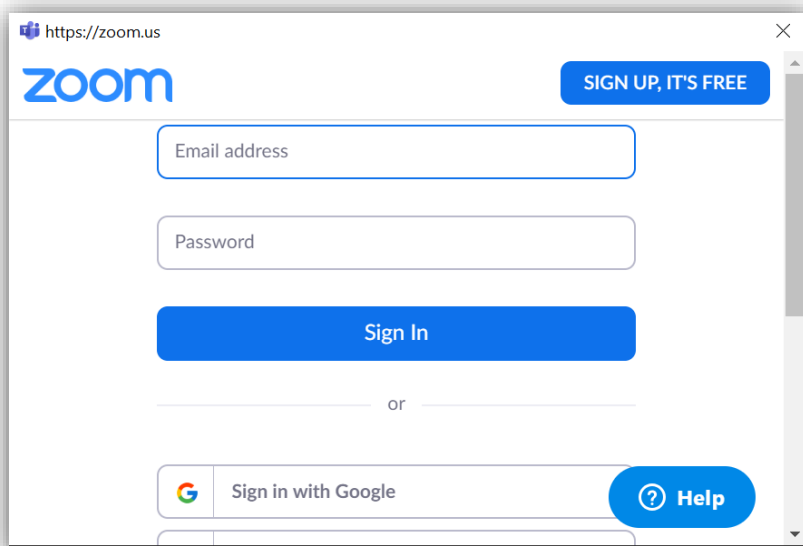 https://zoom.us
zoom
SIGN UP, IT'S FREE
Email address
Password
Sign In
or
Sign in with Google
Help